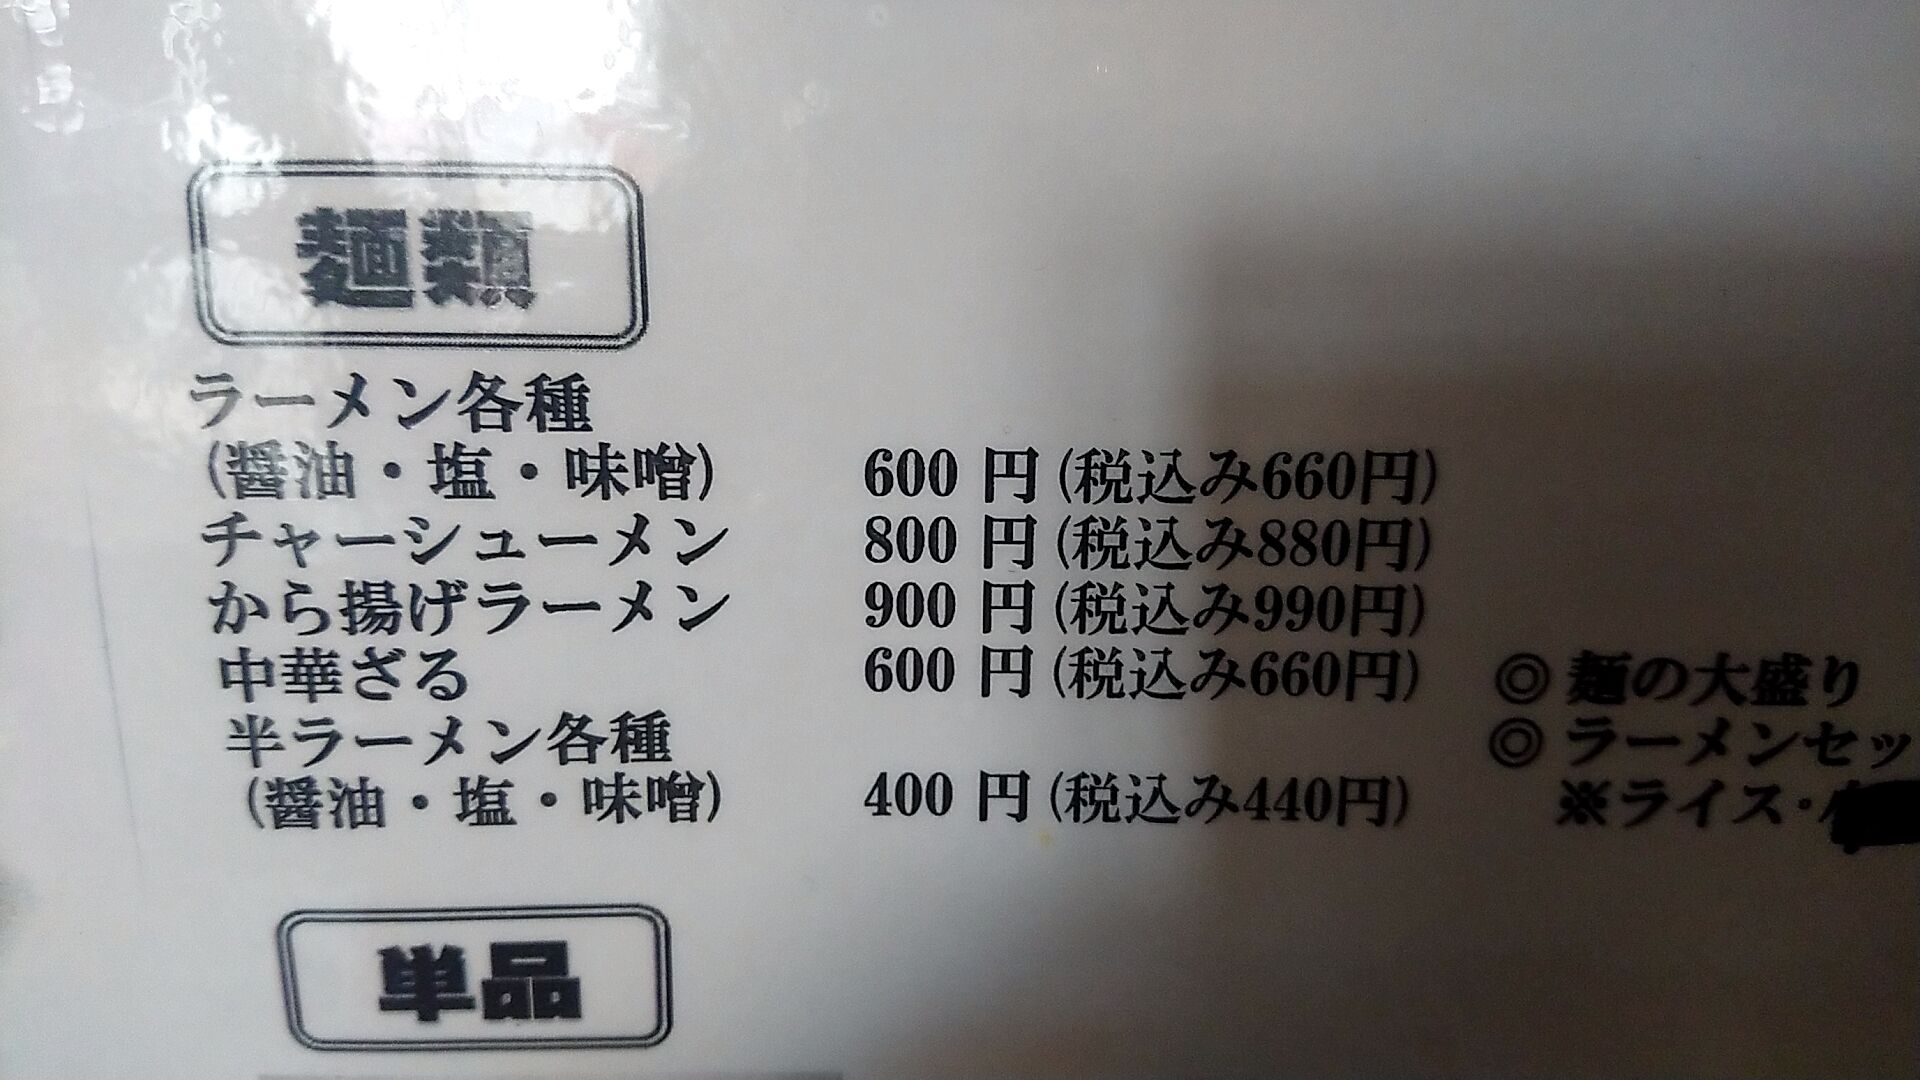 麺類
ラーメン各種
(醤油・塩・味噌) 600 円(税込み660円)
チャーシューメン 800 円(税込み880円)
から揚げラーメン 900 円(税込み990円)
中華ざる 600 円(税込み660円) ◎ 麺の大盛り
半ラーメン各種 ◎ ラーメンセッ
(醤油・塩・味噌) 400 円(税込み440円) ※ライス・
単品